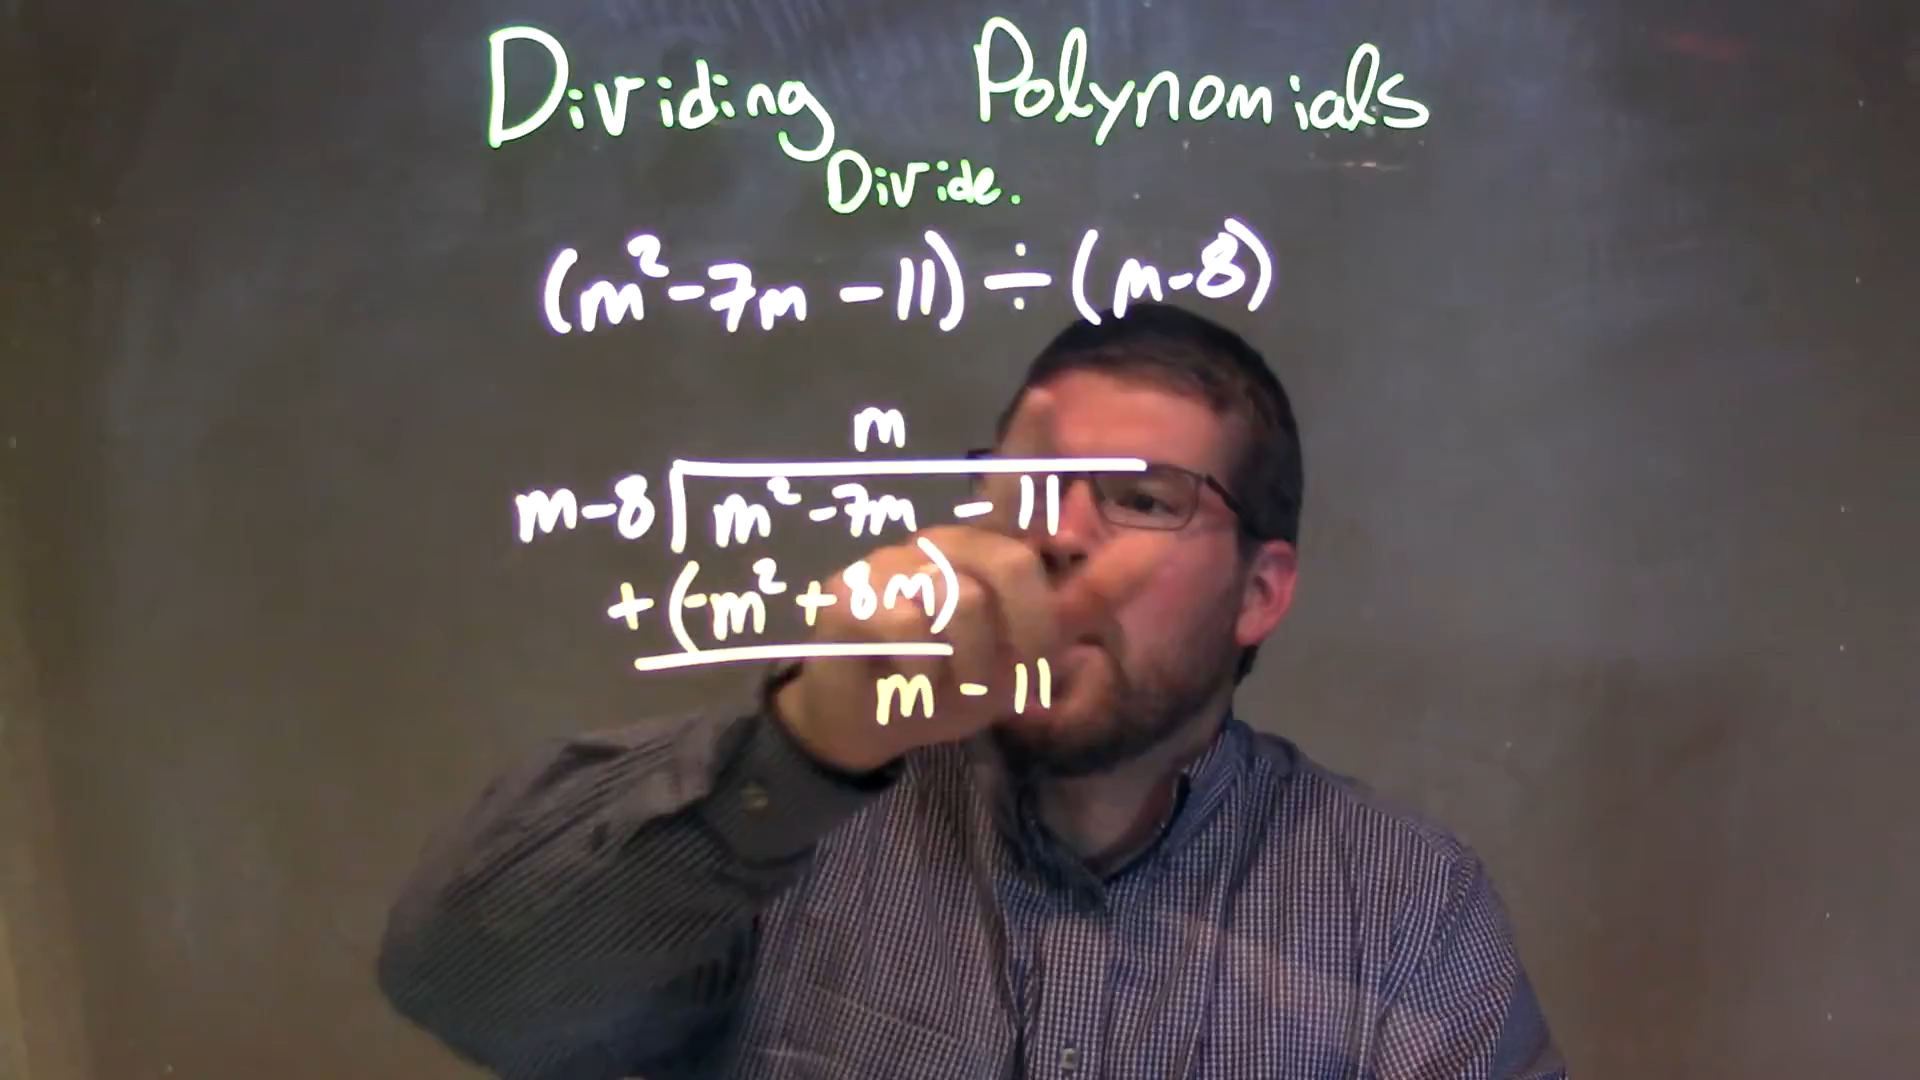 Dividing Polynomials
Divide.
(m²-7m-11)÷(m-8)
m
m-8 m²-7m-11
+(-m²+8m)
m-11